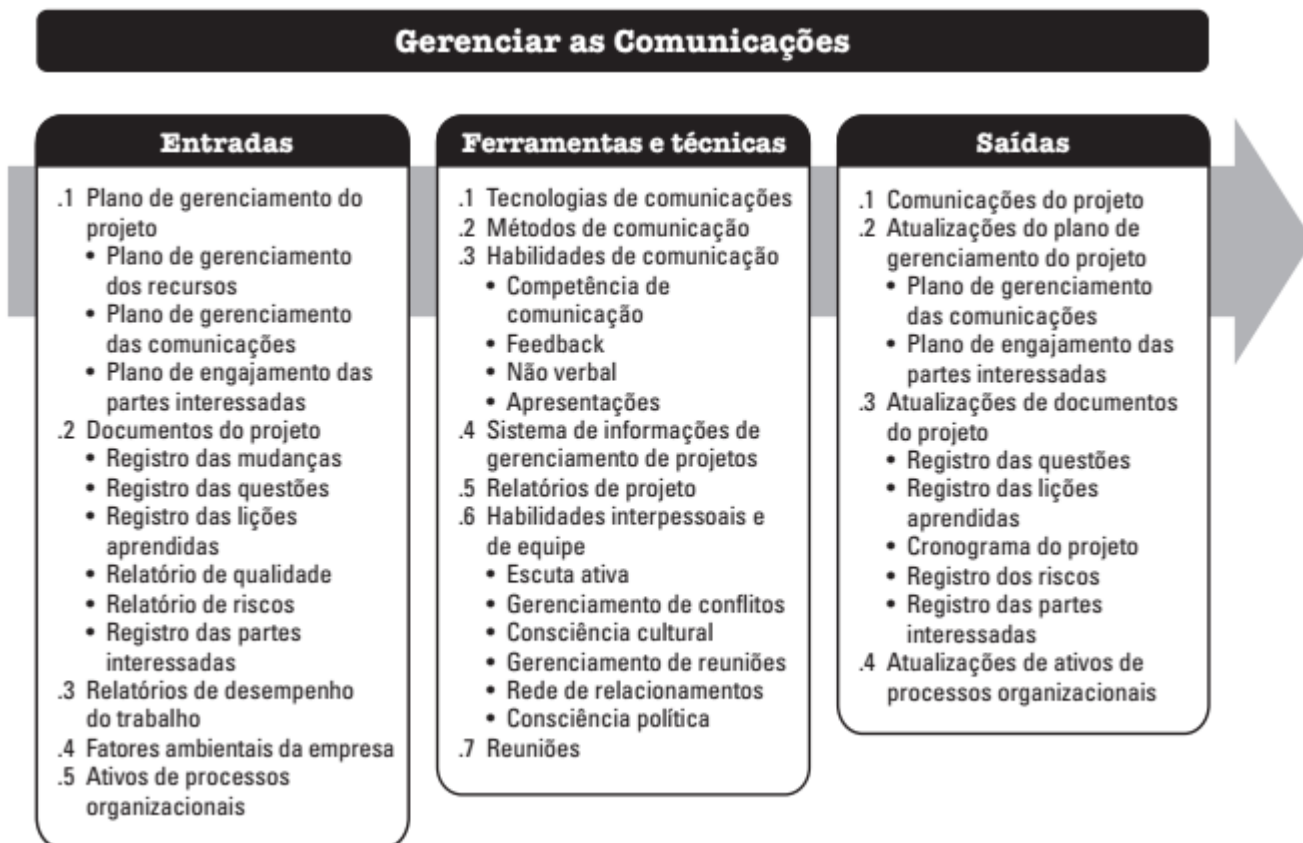 Gerenciar as Comunicações
Entradas
.1 Plano de gerenciamento do
projeto
• Plano de gerenciamento
dos recursos
• Plano de gerenciamento
das comunicações
• Plano de engajamento das
partes interessadas
.2 Documentos do projeto
• Registro das mudanças
• Registro das questões
• Registro das lições
aprendidas
• Relatório de qualidade
• Relatório de riscos
• Registro das partes
interessadas
.3 Relatórios de desempenho
do trabalho
.4 Fatores ambientais da empresa
.5 Ativos de processos
organizacionais
Ferramentas e técnicas
.1 Tecnologias de comunicações
.2 Métodos de comunicação
.3 Habilidades de comunicação
• Competência de
comunicação
• Feedback
• Não verbal
• Apresentações
.4 Sistema de informações de
gerenciamento de projetos
.5 Relatórios de projeto
.6 Habilidades interpessoais e
de equipe
• Escuta ativa
• Gerenciamento de conflitos
• Consciência cultural
• Gerenciamento de reuniões
• Rede de relacionamentos
• Consciência política
.7 Reuniões
Saídas
.1 Comunicações do projeto
.2 Atualizações do plano de
gerenciamento do projeto
• Plano de gerenciamento
das comunicações
• Plano de engajamento das
partes interessadas
.3 Atualizações de documentos
do projeto
• Registro das questões
• Registro das lições
aprendidas
• Cronograma do projeto
• Registro dos riscos
• Registro das partes
interessadas
.4 Atualizações de ativos de
processos organizacionais